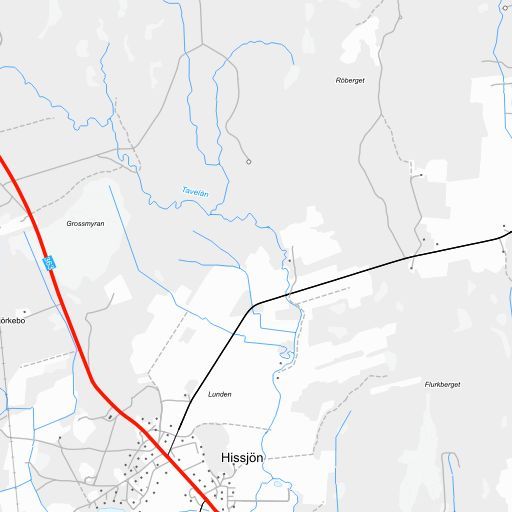 Röberget
Tavelån
Grossmyran
Flurkberget
Lunden
Hissjön